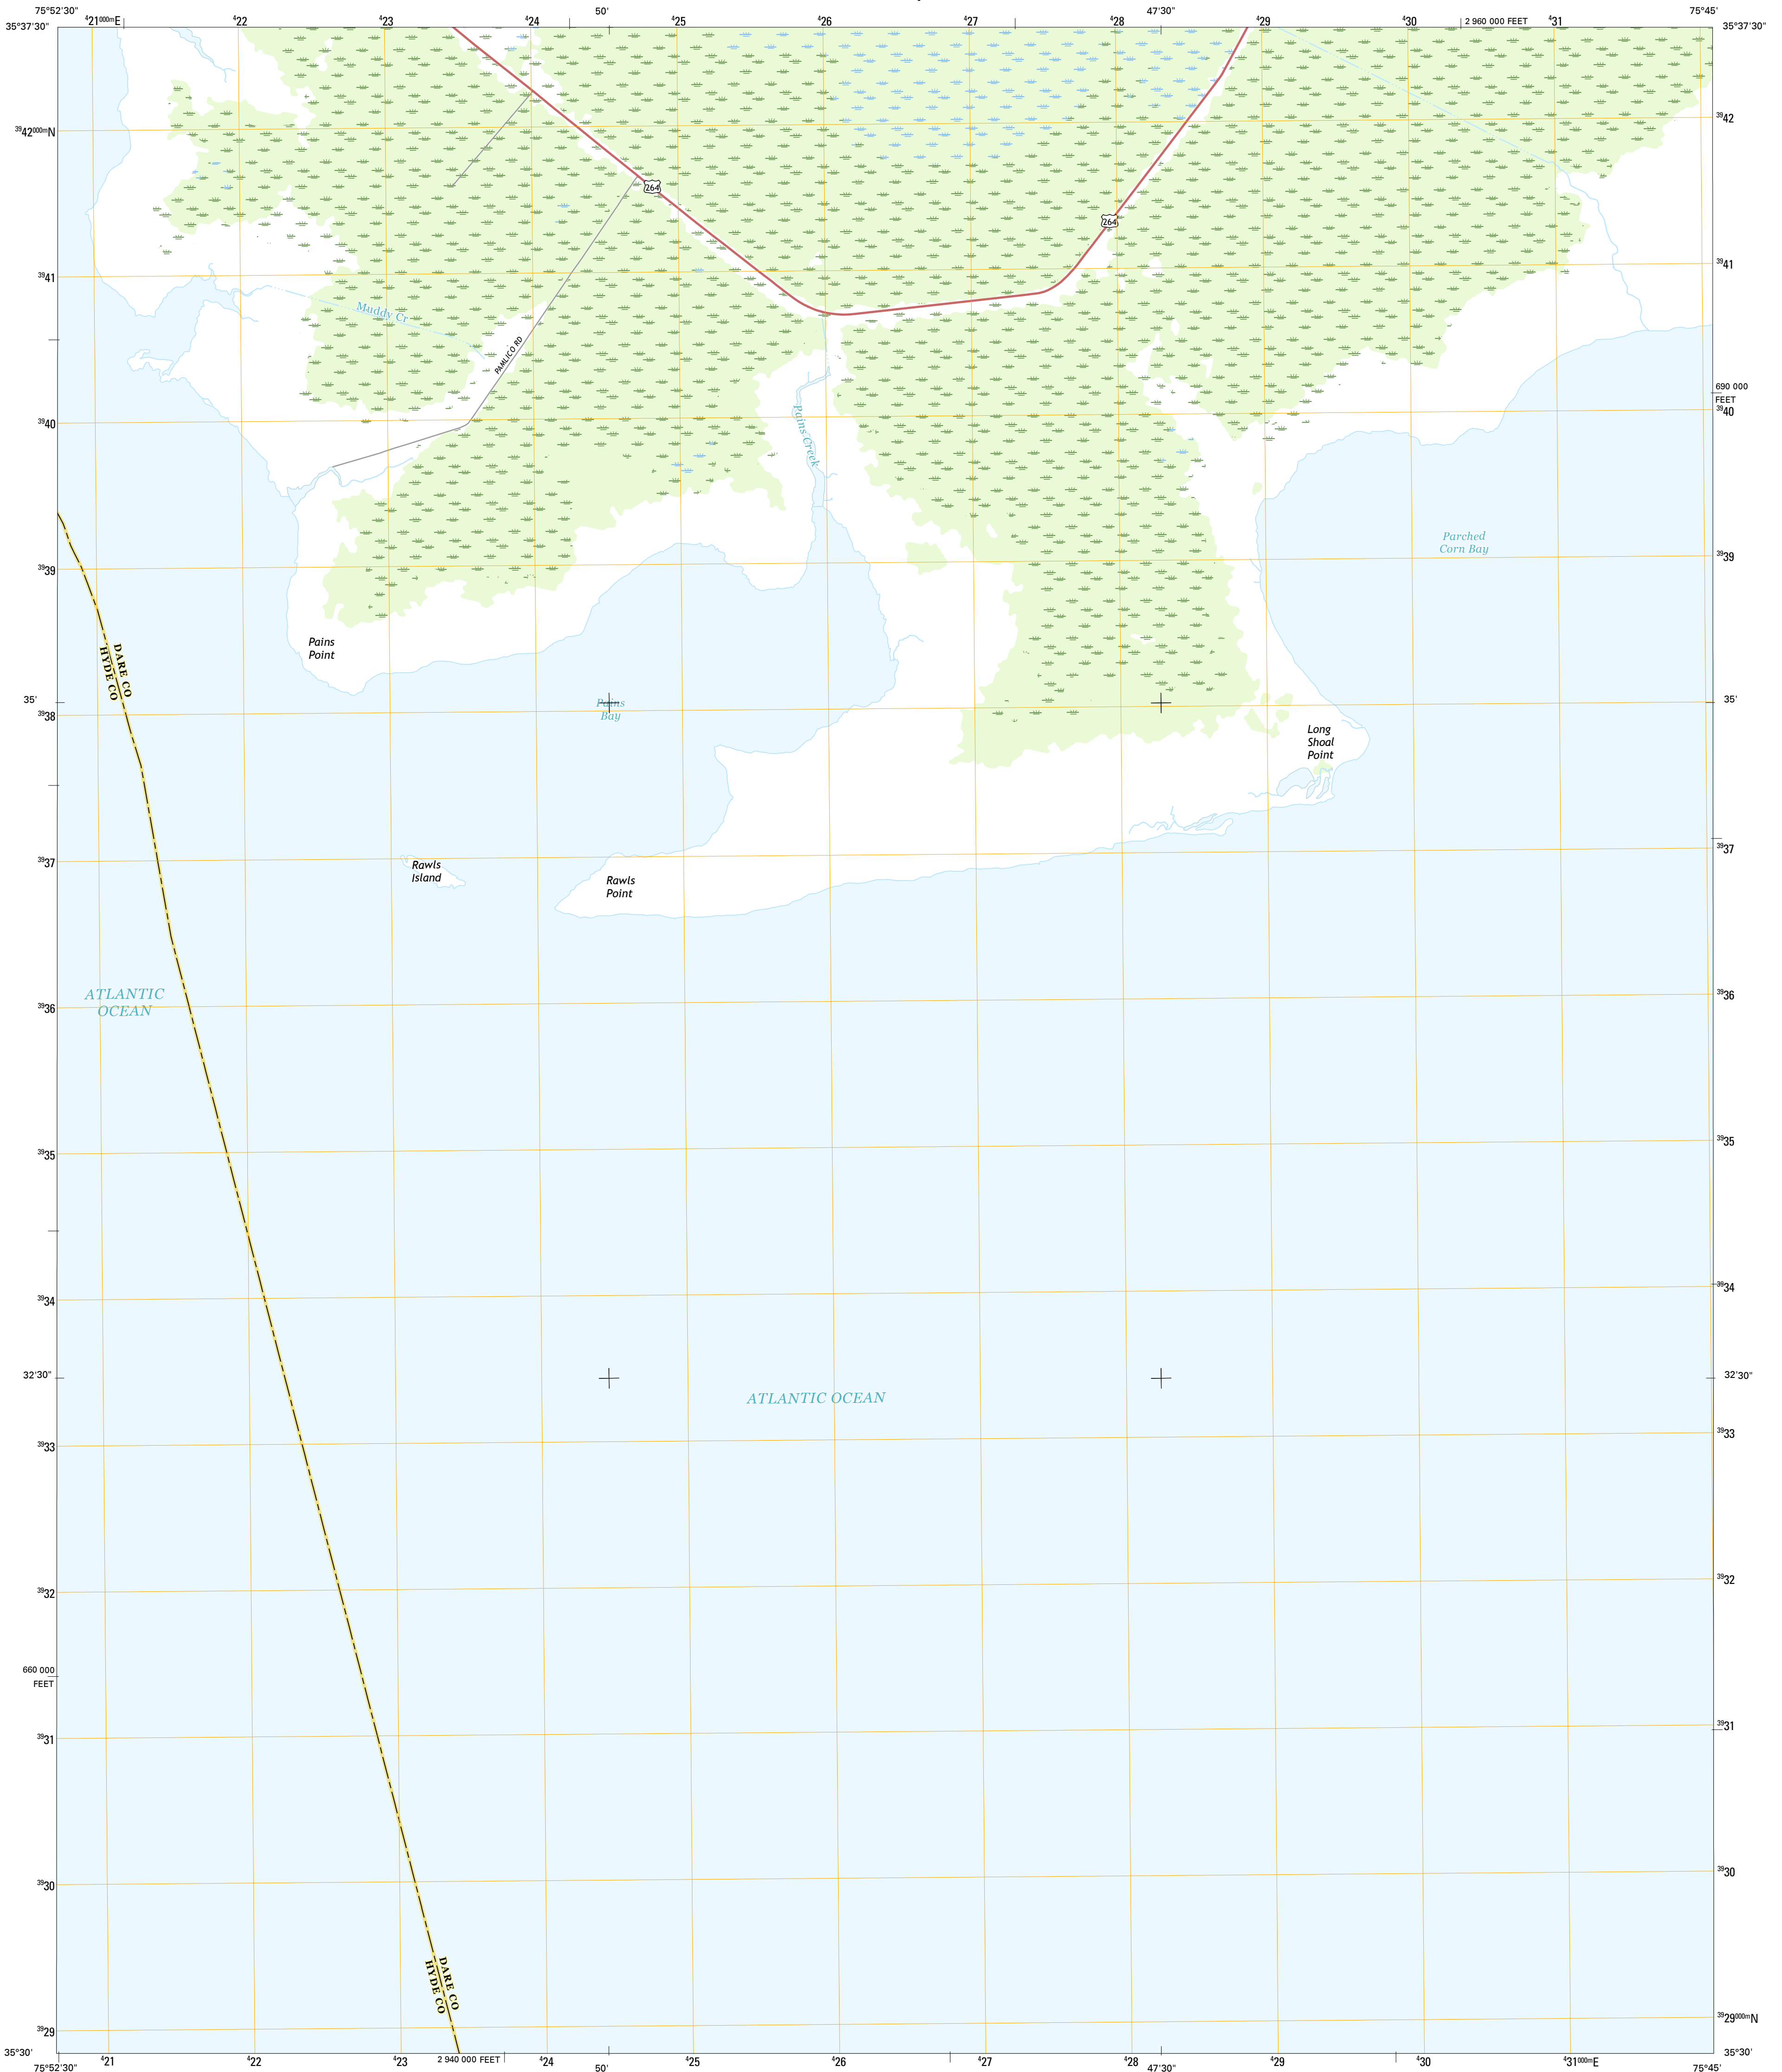 75°52'30" ⁴21⁰⁰⁰ᵐE ⁴22 ⁴23 ⁴24 50' ⁴25 ⁴26 ⁴27 ⁴28 47'30" ⁴29 ⁴30 2 960 000 FEET ⁴31 75°45'
35°37'30" 35°37'30"
³⁹42⁰⁰⁰ᵐN ³⁹42
264
264
³⁹41 ³⁹41
Muddy Cr
PAMLICO RD
690 000
FEET
³⁹40 ³⁹40
Pains Creek
Parched
Corn Bay
³⁹39 ³⁹39
Pains
Point
DARE CO
HYDE CO
35' 35'
Pains
Bay
³⁹38 ³⁹38
Long
Shoal
Point
³⁹37 ³⁹37
Rawls
Island
Rawls
Point
ATLANTIC
OCEAN
³⁹36 ³⁹36
³⁹35 ³⁹35
³⁹34 ³⁹34
32'30" 32'30"
ATLANTIC OCEAN
³⁹33 ³⁹33
³⁹32 ³⁹32
660 000
FEET
³⁹31 ³⁹31
³⁹30 ³⁹30
DARE CO
HYDE CO
³⁹29 ³⁹29⁰⁰⁰ᵐN
35°30' 35°30'
75°52'30" ⁴21 ⁴22 ⁴23 2 940 000 FEET ⁴24 50' ⁴25 ⁴26 ⁴27 ⁴28 47'30" ⁴29 ⁴30 ⁴31⁰⁰⁰ᵐE 75°45'